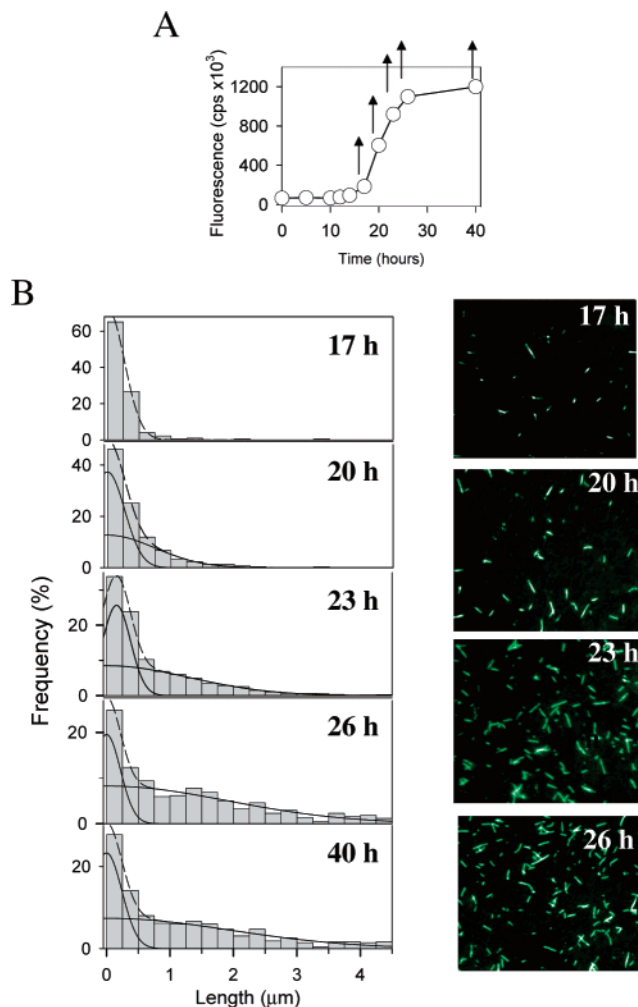 A
Fluorescence (cps x10³)
1200
800
400
0
0 10 20 30 40
Time (hours)
B
Frequency (%)
60
40
20
0
17 h
40
20
0
20 h
20
0
23 h
20
0
26 h
20
0
40 h
0 1 2 3 4
Length (μm)
17 h
20 h
23 h
26 h